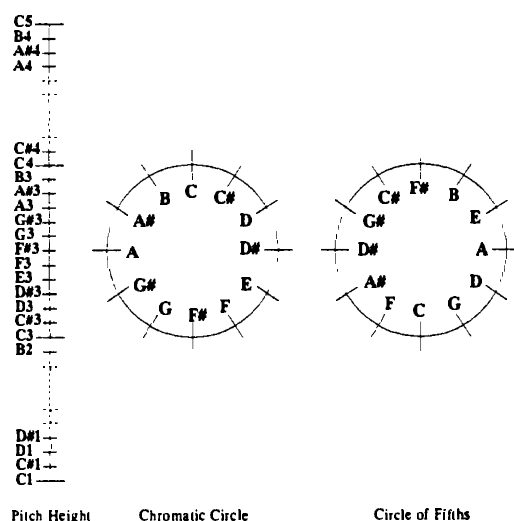 C5
B4
A#4
A4
C#4
C4
B3
A#3
A3
G#3
G3
F#3
F3
E3
D#3
D3
C#3
C3
B2
D#1
D1
C#1
C1
Pitch Height
C
C#
D
D#
E
F
F#
G
G#
A
A#
B
Chromatic Circle
F#
B
E
A
D
G
C
F
A#
D#
G#
C#
Circle of Fifths